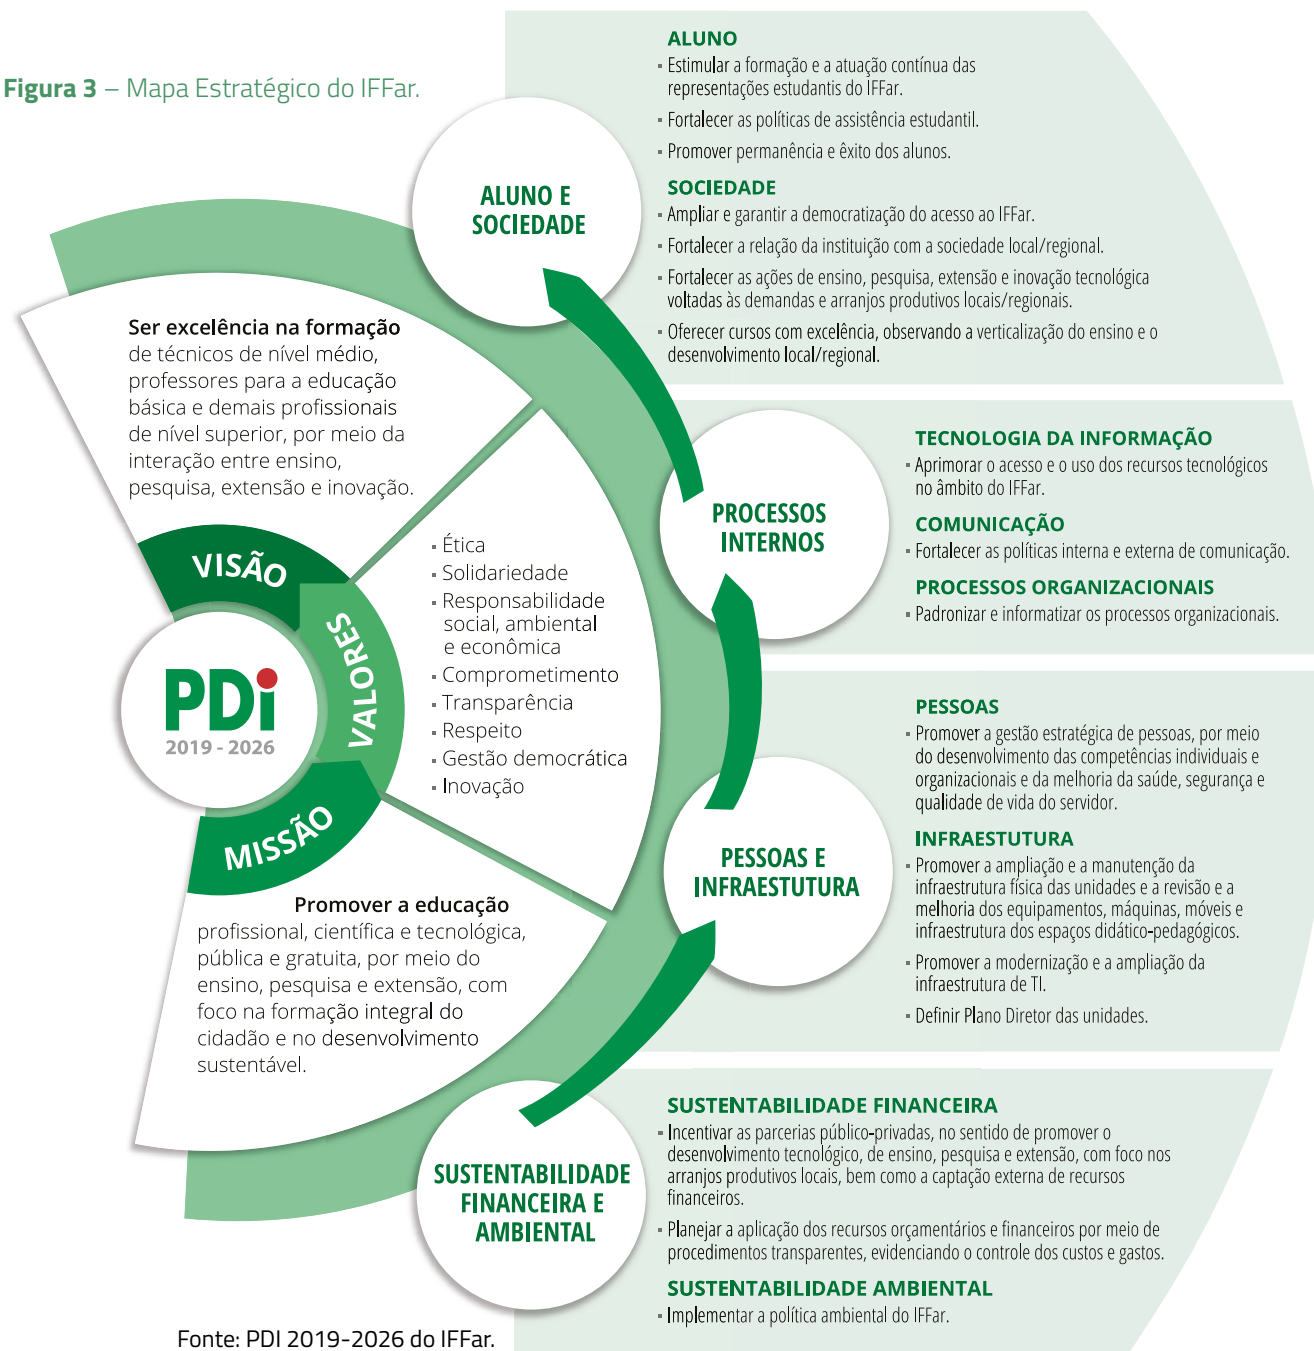 Figura 3 – Mapa Estratégico do IFFar.
ALUNO E
SOCIEDADE
ALUNO
▪ Estimular a formação e a atuação contínua das
representações estudantis do IFFar.
▪ Fortalecer as políticas de assistência estudantil.
▪ Promover permanência e êxito dos alunos.
SOCIEDADE
▪ Ampliar e garantir a democratização do acesso ao IFFar.
▪ Fortalecer a relação da instituição com a sociedade local/regional.
▪ Fortalecer as ações de ensino, pesquisa, extensão e inovação tecnológica
voltadas às demandas e arranjos produtivos locais/regionais.
▪ Oferecer cursos com excelência, observando a verticalização do ensino e o
desenvolvimento local/regional.
PROCESSOS
INTERNOS
TECNOLOGIA DA INFORMAÇÃO
▪ Aprimorar o acesso e o uso dos recursos tecnológicos
no âmbito do IFFar.
COMUNICAÇÃO
▪ Fortalecer as políticas interna e externa de comunicação.
PROCESSOS ORGANIZACIONAIS
▪ Padronizar e informatizar os processos organizacionais.
PESSOAS E
INFRAESTUTURA
PESSOAS
▪ Promover a gestão estratégica de pessoas, por meio
do desenvolvimento das competências individuais e
organizacionais e da melhoria da saúde, segurança e
qualidade de vida do servidor.
INFRAESTUTURA
▪ Promover a ampliação e a manutenção da
infraestrutura física das unidades e a revisão e a
melhoria dos equipamentos, máquinas, móveis e
infraestrutura dos espaços didático-pedagógicos.
▪ Promover a modernização e a ampliação da
infraestrutura de TI.
▪ Definir Plano Diretor das unidades.
SUSTENTABILIDADE
FINANCEIRA E
AMBIENTAL
SUSTENTABILIDADE FINANCEIRA
▪ Incentivar as parcerias público-privadas, no sentido de promover o
desenvolvimento tecnológico, de ensino, pesquisa e extensão, com foco nos
arranjos produtivos locais, bem como a captação externa de recursos
financeiros.
▪ Planejar a aplicação dos recursos orçamentários e financeiros por meio de
procedimentos transparentes, evidenciando o controle dos custos e gastos.
SUSTENTABILIDADE AMBIENTAL
▪ Implementar a política ambiental do IFFar.
Ser excelência na formação
de técnicos de nível médio,
professores para a educação
básica e demais profissionais
de nível superior, por meio da
interação entre ensino,
pesquisa, extensão e inovação.
VISÃO
VALORES
▪ Ética
▪ Solidariedade
▪ Responsabilidade
social, ambiental
e econômica
▪ Comprometimento
▪ Transparência
▪ Respeito
▪ Gestão democrática
▪ Inovação
PDi
2019 - 2026
MISSÃO
Promover a educação
profissional, científica e tecnológica,
pública e gratuita, por meio do
ensino, pesquisa e extensão, com
foco na formação integral do
cidadão e no desenvolvimento
sustentável.
Fonte: PDI 2019-2026 do IFFar.